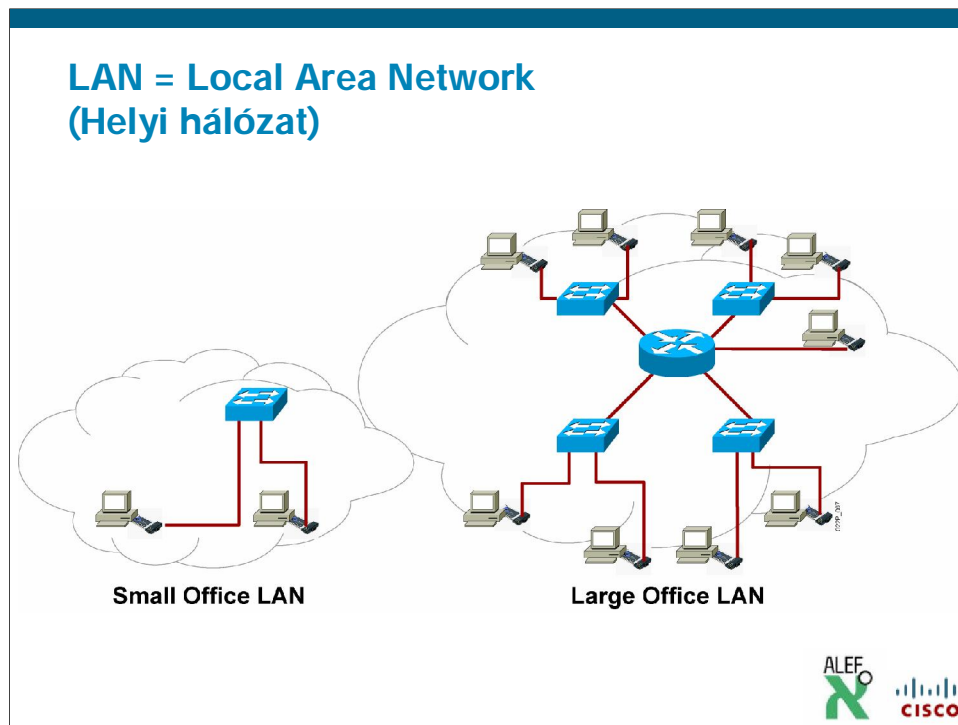 LAN = Local Area Network
(Helyi hálózat)
Small Office LAN
Large Office LAN
ALEF
CISCO